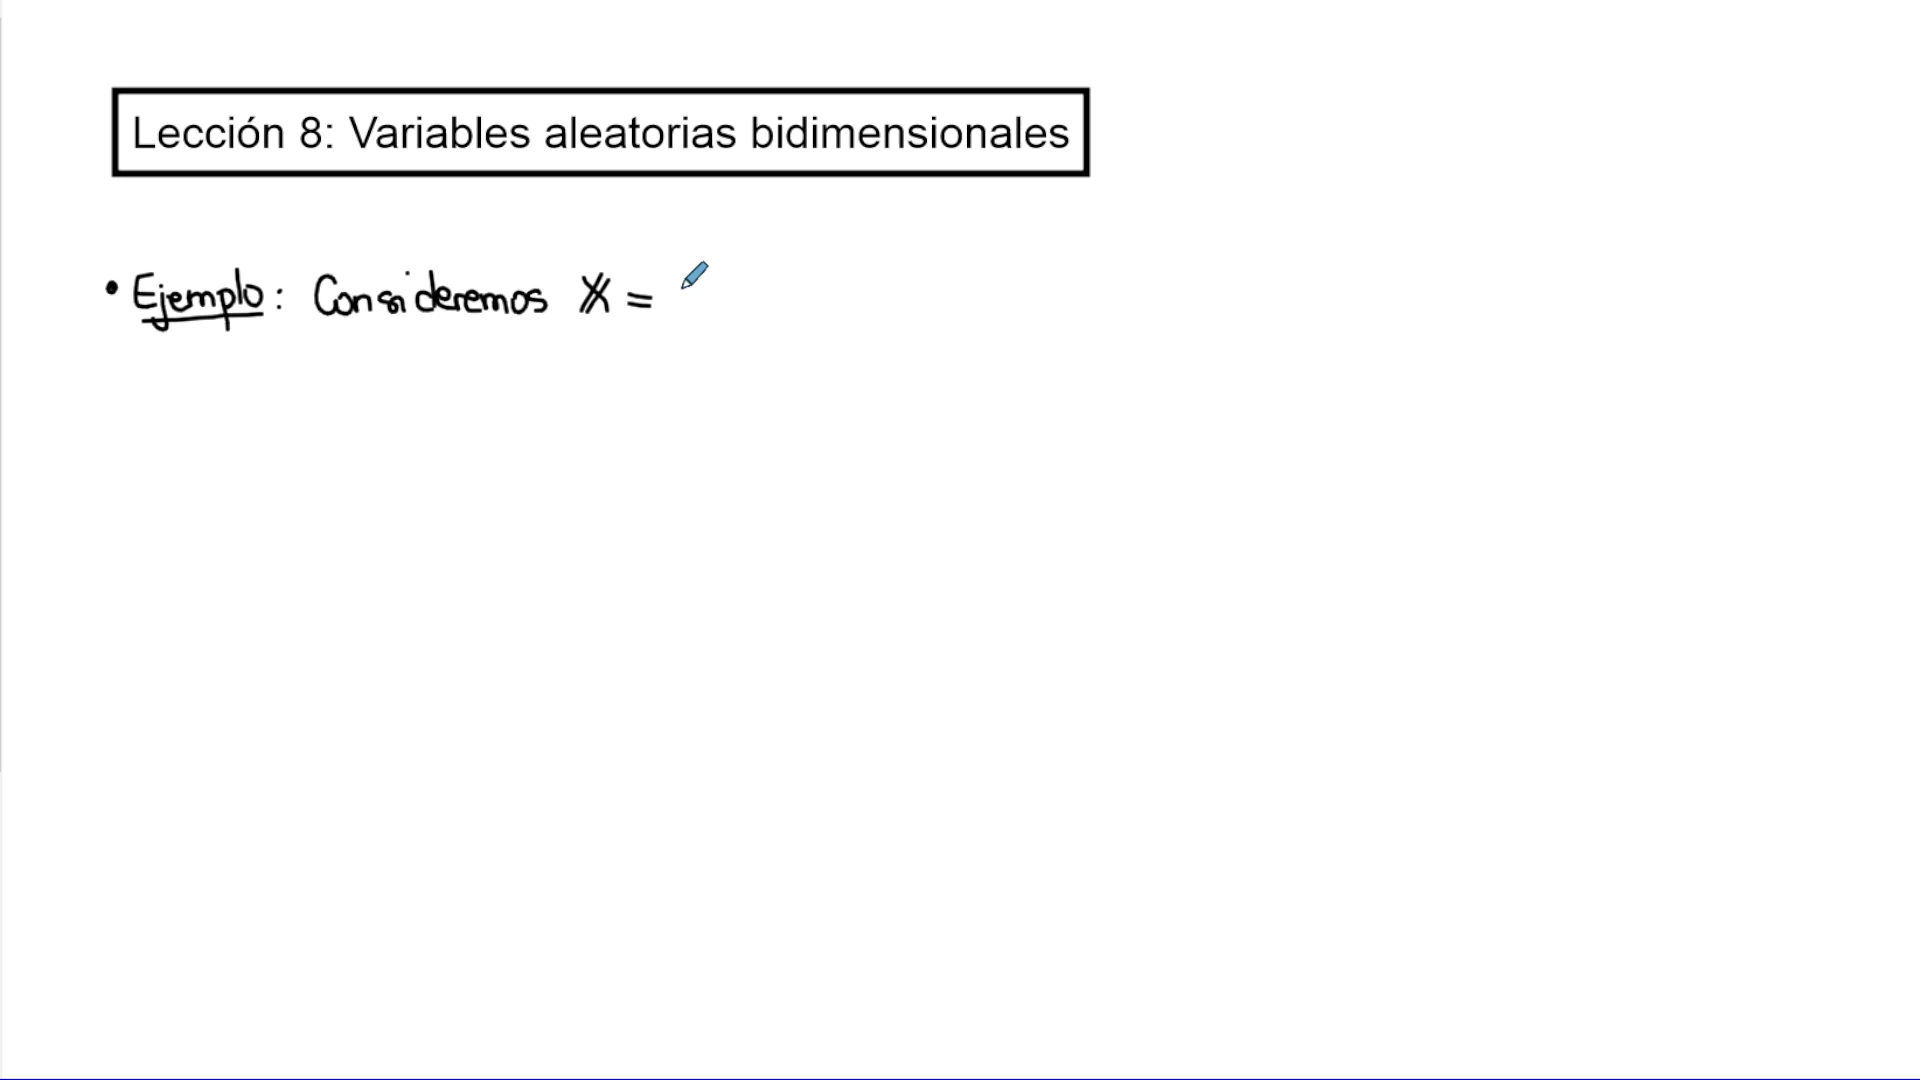 Lección 8: Variables aleatorias bidimensionales
• Ejemplo: Consideremos 𝕏 =